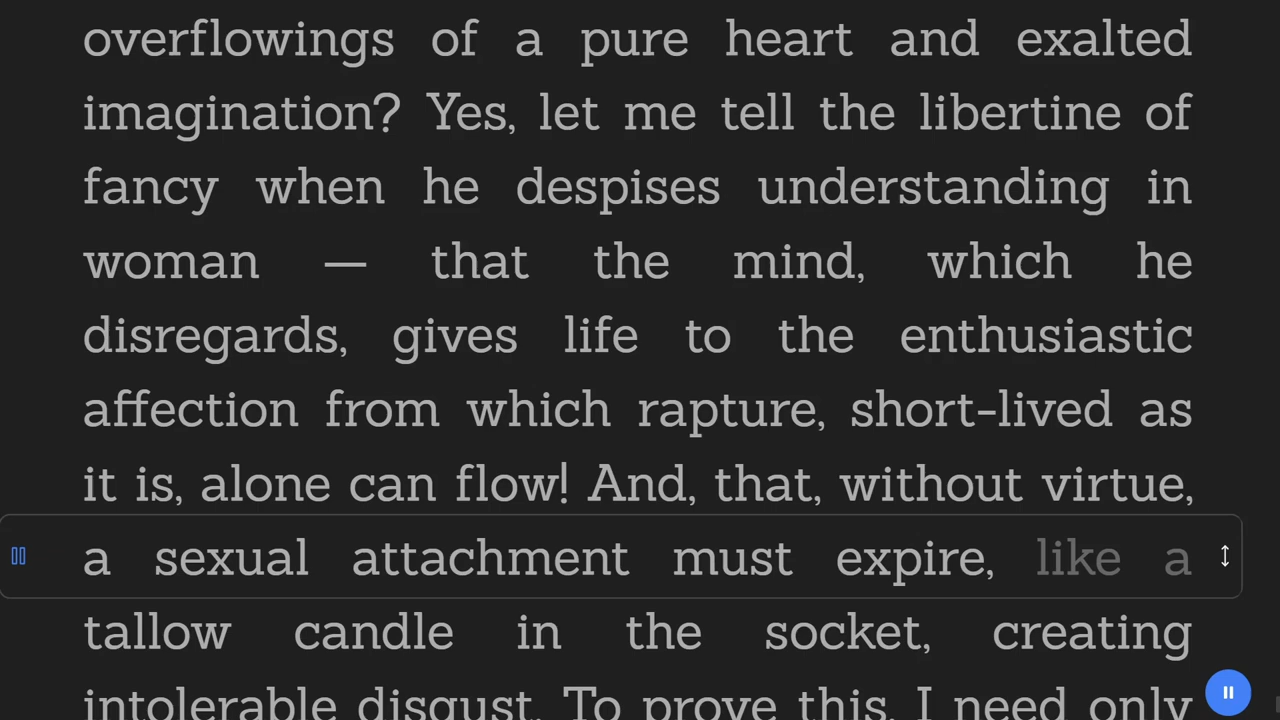 overflowings of a pure heart and exalted
imagination? Yes, let me tell the libertine of
fancy when he despises understanding in
woman — that the mind, which he
disregards, gives life to the enthusiastic
affection from which rapture, short-lived as
it is, alone can flow! And, that, without virtue,
a sexual attachment must expire, like a
tallow candle in the socket, creating
intolerable disgust. To prove this, I need only